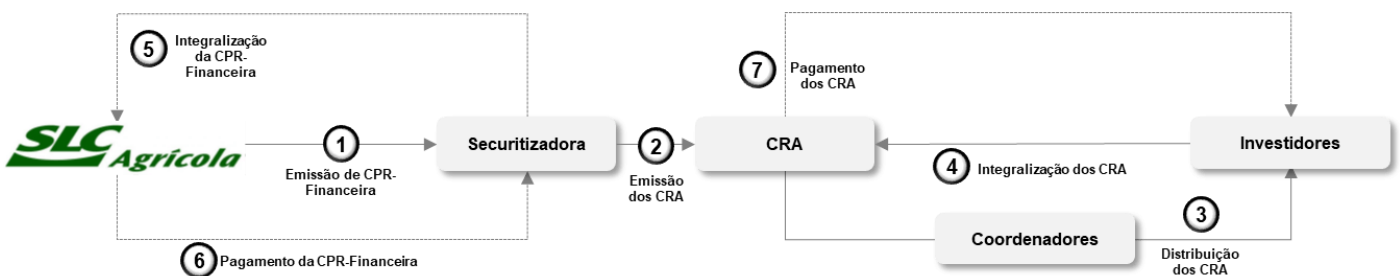 5
Integralização
da CPR-
Financeira
7
Pagamento
dos CRA
SLC
Agrícola
1
Emissão de CPR-
Financeira
Securitizadora
2
Emissão
dos CRA
CRA
4
Integralização dos CRA
Investidores
Coordenadores
3
Distribuição
dos CRA
6
Pagamento da CPR-Financeira